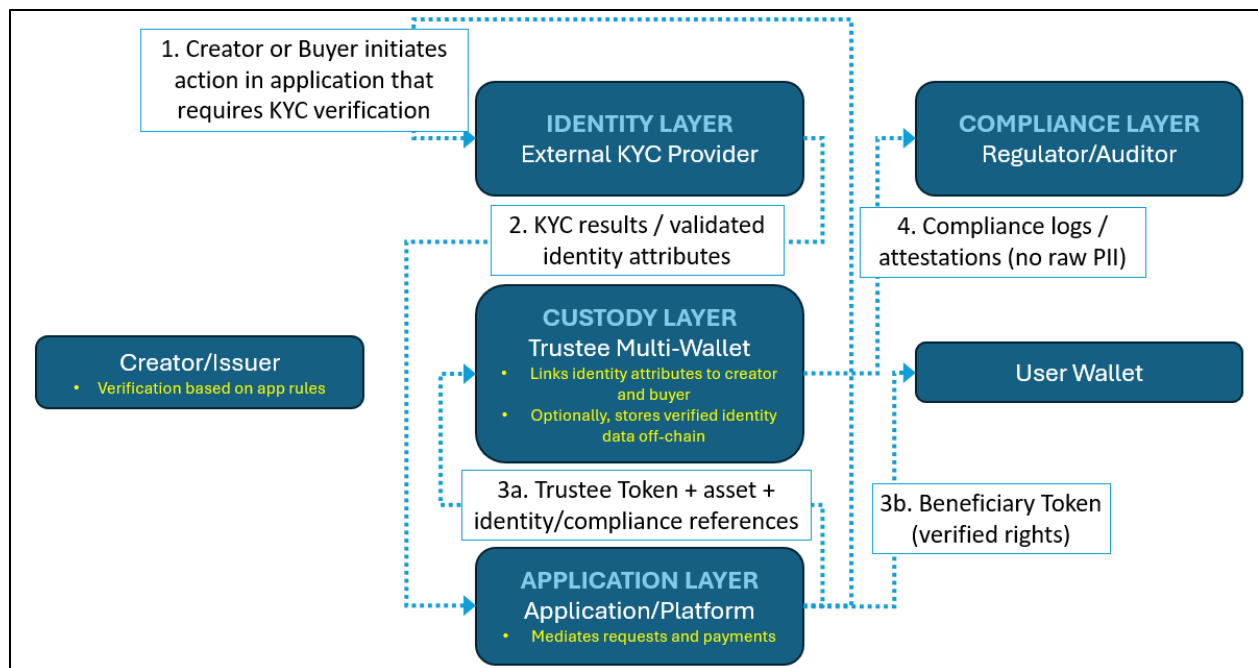 1. Creator or Buyer initiates
action in application that
requires KYC verification
IDENTITY LAYER
External KYC Provider
COMPLIANCE LAYER
Regulator/Auditor
2. KYC results / validated
identity attributes
4. Compliance logs /
attestations (no raw PII)
Creator/Issuer
• Verification based on app rules
CUSTODY LAYER
Trustee Multi-Wallet
• Links identity attributes to creator
and buyer
• Optionally, stores verified identity
data off-chain
User Wallet
3a. Trustee Token + asset +
identity/compliance references
3b. Beneficiary Token
(verified rights)
APPLICATION LAYER
Application/Platform
• Mediates requests and payments